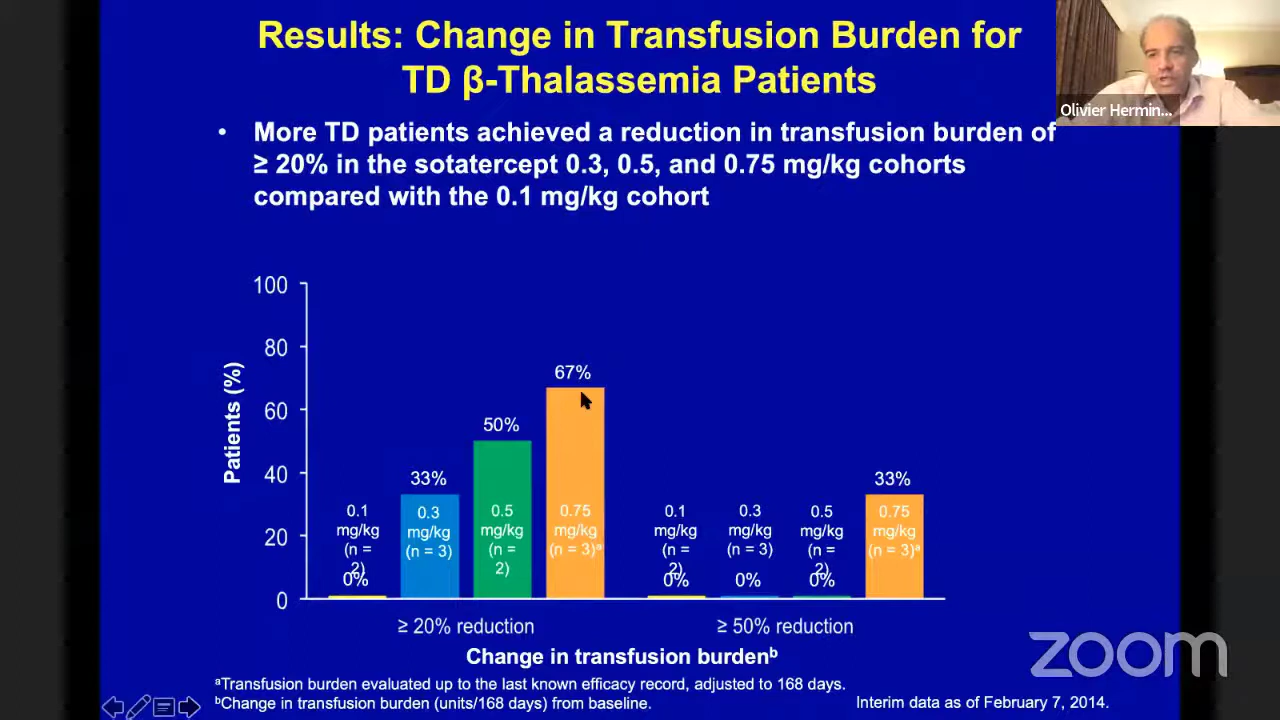 Results: Change in Transfusion Burden for
TD β-Thalassemia Patients
Olivier Hermin...
• More TD patients achieved a reduction in transfusion burden of
≥ 20% in the sotatercept 0.3, 0.5, and 0.75 mg/kg cohorts
compared with the 0.1 mg/kg cohort
Patients (%)
100
80
60
40
20
0
0.1
mg/kg
(n =
2)
0%
33%
0.3
mg/kg
(n = 3)
50%
0.5
mg/kg
(n =
2)
67%
0.75
mg/kg
(n = 3)ª
0.1
mg/kg
(n =
2)
0%
0.3
mg/kg
(n = 3)
0%
0.5
mg/kg
(n =
2)
0%
33%
0.75
mg/kg
(n = 3)ª
≥ 20% reduction
≥ 50% reduction
Change in transfusion burdenᵇ
ªTransfusion burden evaluated up to the last known efficacy record, adjusted to 168 days.
ᵇChange in transfusion burden (units/168 days) from baseline.
Interim data as of February 7, 2014.
zoom